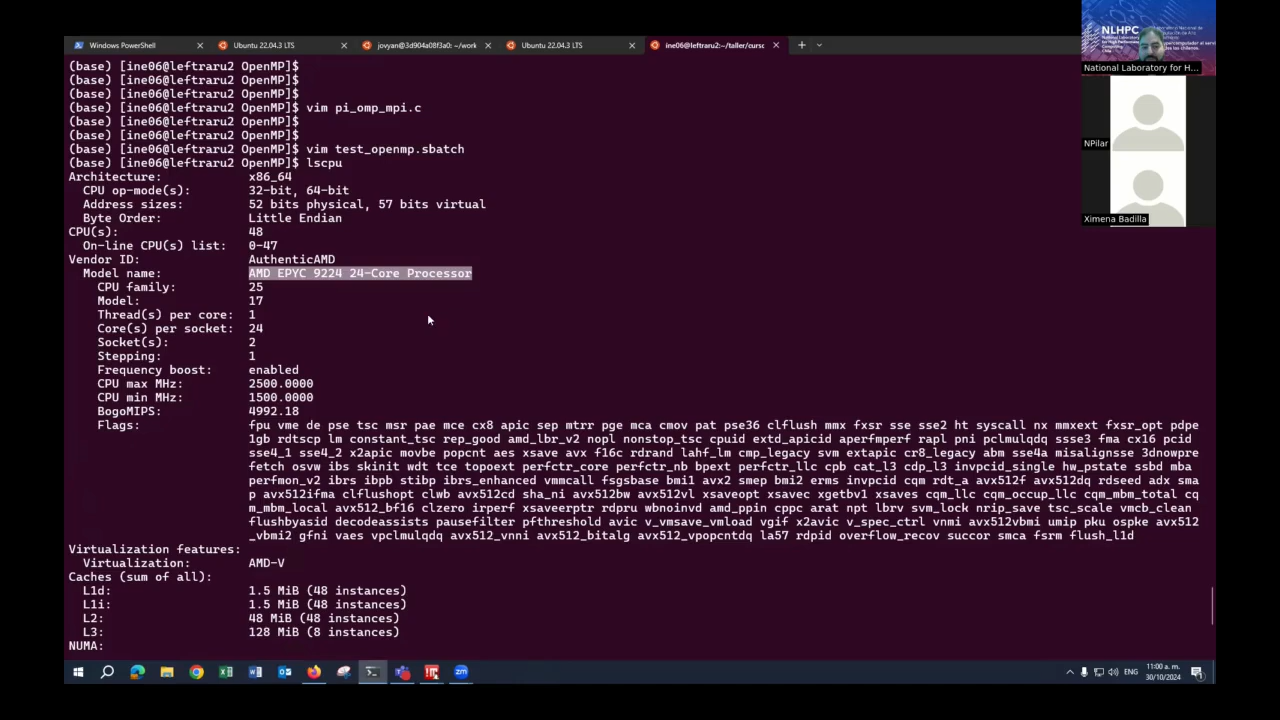 Windows PowerShell
Ubuntu 22.04.3 LTS
jovyan@3d904a08f3a0: ~/work
Ubuntu 22.04.3 LTS
ine06@leftraru2:~/taller/cursc
(base) [ine06@leftraru2 OpenMP]$
(base) [ine06@leftraru2 OpenMP]$
(base) [ine06@leftraru2 OpenMP]$
(base) [ine06@leftraru2 OpenMP]$ vim pi_omp_mpi.c
(base) [ine06@leftraru2 OpenMP]$
(base) [ine06@leftraru2 OpenMP]$
(base) [ine06@leftraru2 OpenMP]$ vim test_openmp.sbatch
(base) [ine06@leftraru2 OpenMP]$ lscpu
Architecture: x86_64
CPU op-mode(s): 32-bit, 64-bit
Address sizes: 52 bits physical, 57 bits virtual
Byte Order: Little Endian
CPU(s): 48
On-line CPU(s) list: 0-47
Vendor ID: AuthenticAMD
Model name: AMD EPYC 9224 24-Core Processor
CPU family: 25
Model: 17
Thread(s) per core: 1
Core(s) per socket: 24
Socket(s): 2
Stepping: 1
Frequency boost: enabled
CPU max MHz: 2500.0000
CPU min MHz: 1500.0000
BogoMIPS: 4992.18
Flags: fpu vme de pse tsc msr pae mce cx8 apic sep mtrr pge mca cmov pat pse36 clflush mmx fxsr sse sse2 ht syscall nx mmxext fxsr_opt pdpe
1gb rdtscp lm constant_tsc rep_good amd_lbr_v2 nopl nonstop_tsc cpuid extd_apicid aperfmperf rapl pni pclmulqdq ssse3 fma cx16 pcid
sse4_1 sse4_2 x2apic movbe popcnt aes xsave avx f16c rdrand lahf_lm cmp_legacy svm extapic cr8_legacy abm sse4a misalignsse 3dnowpre
fetch osvw ibs skinit wdt tce topoext perfctr_core perfctr_nb bpext perfctr_llc cpb cat_l3 cdp_l3 invpcid_single hw_pstate ssbd mba
perfmon_v2 ibrs ibpb stibp ibrs_enhanced vmmcall fsgsbase bmi1 avx2 smep bmi2 erms invpcid cqm rdt_a avx512f avx512dq rdseed adx sma
p avx512ifma clflushopt clwb avx512cd sha_ni avx512bw avx512vl xsaveopt xsavec xgetbv1 xsaves cqm_llc cqm_occup_llc cqm_mbm_total cq
m_mbm_local avx512_bf16 clzero irperf xsaveerptr rdpru wbnoinvd amd_ppin cppc arat npt lbrv svm_lock nrip_save tsc_scale vmcb_clean
flushbyasid decodeassists pausefilter pfthreshold avic v_vmsave_vmload vgif x2avic v_spec_ctrl vnmi avx512vbmi umip pku ospke avx512
_vbmi2 gfni vaes vpclmulqdq avx512_vnni avx512_bitalg avx512_vpopcntdq la57 rdpid overflow_recov succor smca fsrm flush_l1d
Virtualization features:
Virtualization: AMD-V
Caches (sum of all):
L1d: 1.5 MiB (48 instances)
L1i: 1.5 MiB (48 instances)
L2: 48 MiB (48 instances)
L3: 128 MiB (8 instances)
NUMA:
NLHPC
National Laboratory for H...
NPilar
Ximena Badilla
ENG
11:00 a. m.
30/10/2024